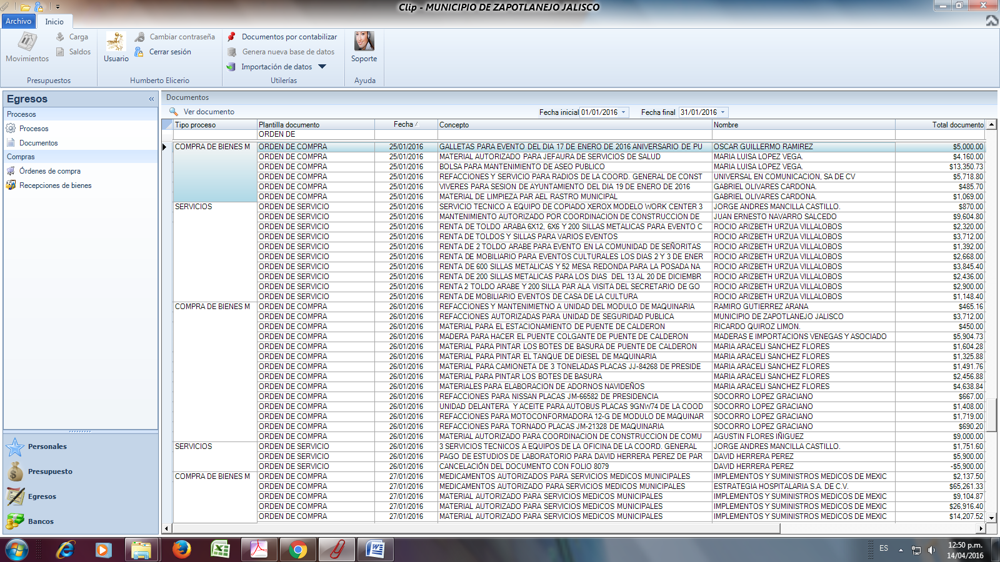 Clip - MUNICIPIO DE ZAPOTLANEJO JALISCO
Archivo Inicio
Movimientos Carga Saldos
Presupuestos
Usuario Cambiar contraseña Cerrar sesión
Humberto Elicerio
Documentos por contabilizar
Genera nueva base de datos
Importación de datos
Utilerías
Soporte
Ayuda
Egresos «
Procesos
Procesos
Documentos
Compras
Órdenes de compra
Recepciones de bienes
Personales
Presupuesto
Egresos
Bancos
Documentos
Ver documento Fecha inicial 01/01/2016 Fecha final 31/01/2016
Tipo proceso Plantilla documento Fecha / Concepto Nombre Total documento
ORDEN DE
COMPRA DE BIENES M ORDEN DE COMPRA 25/01/2016 GALLETAS PARA EVENTO DEL DIA 17 DE ENERO DE 2016 ANIVERSARIO DE PU OSCAR GUILLERMO RAMIREZ $5,000.00
ORDEN DE COMPRA 25/01/2016 MATERIAL AUTORIZADO PARA JEFAURA DE SERVICIOS DE SALUD MARIA LUISA LOPEZ VEGA. $4,160.00
ORDEN DE COMPRA 25/01/2016 BOLSA PARA MANTENIMIENTO DE ASEO PUBLICO MARIA LUISA LOPEZ VEGA. $13,350.73
ORDEN DE COMPRA 25/01/2016 REFACCIONES Y SERVICIO PARA RADIOS DE LA COORD. GENERAL DE CONST UNIVERSAL EN COMUNICACION, SA DE CV $5,718.80
ORDEN DE COMPRA 25/01/2016 VIVERES PARA SESION DE AYUNTAMIENTO DEL DIA 19 DE ENERO DE 2016 GABRIEL OLIVARES CARDONA. $485.70
ORDEN DE COMPRA 25/01/2016 MATERIAL DE LIMPIEZA PAR AEL RASTRO MUNICIPAL GABRIEL OLIVARES CARDONA. $1,069.00
SERVICIOS ORDEN DE SERVICIO 25/01/2016 SERVICIO TECNICO A EQUIPO DE COPIADO XEROX MODELO WORK CENTER 3 JORGE ANDRES MANCILLA CASTILLO. $870.00
ORDEN DE SERVICIO 25/01/2016 MANTENIMIENTO AUTORIZADO POR COORDINACION DE CONSTRUCCION DE JUAN ERNESTO NAVARRO SALCEDO $9,604.80
ORDEN DE SERVICIO 25/01/2016 RENTA DE TOLDO ARABA 6X12, 6X6 Y 200 SILLAS METALICAS PARA EVENTO C ROCIO ARIZBETH URZUA VILLALOBOS $2,320.00
ORDEN DE SERVICIO 25/01/2016 RENTA DE TOLDOS Y SILLAS PARA VARIOS EVENTOS ROCIO ARIZBETH URZUA VILLALOBOS $3,712.00
ORDEN DE SERVICIO 25/01/2016 RENTA DE 2 TOLDO ARABE PARA EVENTO EN LA COMUNIDAD DE SEÑORITAS ROCIO ARIZBETH URZUA VILLALOBOS $1,392.00
ORDEN DE SERVICIO 25/01/2016 RENTA DE MOBILIARIO PARA EVENTOS CULTURALES LOS DIAS 2 Y 3 DE ENER ROCIO ARIZBETH URZUA VILLALOBOS $2,668.00
ORDEN DE SERVICIO 25/01/2016 RENTA DE 600 SILLAS METALICAS Y 52 MESA REDONDA PARA LA POSADA NA ROCIO ARIZBETH URZUA VILLALOBOS $3,845.40
ORDEN DE SERVICIO 25/01/2016 RENTA DE 200 SILLAS METALICAS PARA LOS DIAS DEL 13 AL 20 DE DICIEMBR ROCIO ARIZBETH URZUA VILLALOBOS $2,436.00
ORDEN DE SERVICIO 25/01/2016 RENTA 2 TOLDO ARABE Y 200 SILLA PAR ALA VISITA DEL SECRETARIO DE GO ROCIO ARIZBETH URZUA VILLALOBOS $2,900.00
ORDEN DE SERVICIO 25/01/2016 RENTA DE MOBILIARIO EVENTOS DE CASA DE LA CULTURA ROCIO ARIZBETH URZUA VILLALOBOS $1,148.40
COMPRA DE BIENES M ORDEN DE COMPRA 26/01/2016 REFACCIONES Y MANTENIMIETNO A UNIDAD DEL MODULO DE MAQUINARIA RAMIRO GUTIERREZ ARANA $465.16
ORDEN DE COMPRA 26/01/2016 REFACCIONES AUTORIZADAS PARA UNIDAD DE SEGURIDAD PUBLICA MUNICIPIO DE ZAPOTLANEJO JALISCO $3,712.00
ORDEN DE COMPRA 26/01/2016 MATERIAL PARA EL ESTACIONAMIENTO DE PUENTE DE CALDERON RICARDO QUIROZ LIMON. $450.00
ORDEN DE COMPRA 26/01/2016 MADERA PARA HACER EL PUENTE COLGANTE DE PUENTE DE CALDERON MADERAS E IMPORTACIONS VENEGAS Y ASOCIADO $5,904.73
ORDEN DE COMPRA 26/01/2016 MATERIAL PARA PINTAR LOS BOTES DE BASURA DE PUENTE DE CALDERON MARIA ARACELI SANCHEZ FLORES $1,604.28
ORDEN DE COMPRA 26/01/2016 MATERIAL PARA PINTAR EL TANQUE DE DIESEL DE MAQUINARIA MARIA ARACELI SANCHEZ FLORES $1,325.88
ORDEN DE COMPRA 26/01/2016 MATERIAL PARA CAMIONETA DE 3 TONELADAS PLACAS JJ-84268 DE PRESIDE MARIA ARACELI SANCHEZ FLORES $1,491.76
ORDEN DE COMPRA 26/01/2016 MATERIAL PARA PINTAR LOS BOTES DE BASURA MARIA ARACELI SANCHEZ FLORES $2,456.88
ORDEN DE COMPRA 26/01/2016 MATERIALES PARA ELABORACION DE ADORNOS NAVIDEÑOS MARIA ARACELI SANCHEZ FLORES $4,638.84
ORDEN DE COMPRA 26/01/2016 REFACCIONES PARA NISSAN PLACAS JM-66582 DE PRESIDENCIA SOCORRO LOPEZ GRACIANO $667.00
ORDEN DE COMPRA 26/01/2016 UNIDAD DELANTERA Y ACEITE PARA AUTOBUS PLACAS 9GNW74 DE LA COOD SOCORRO LOPEZ GRACIANO $1,408.00
ORDEN DE COMPRA 26/01/2016 REFACCIONES PARA MOTOCONFORMADORA 12-G DE MODULO DE MAQUINAR SOCORRO LOPEZ GRACIANO $1,719.00
ORDEN DE COMPRA 26/01/2016 REFACCIONES PARA TORNADO PLACAS JM-21328 DE MAQUINARIA SOCORRO LOPEZ GRACIANO $690.20
ORDEN DE COMPRA 26/01/2016 MATERIAL AUTORIZADO PARA COORDINACION DE CONSTRUCCION DE COMU AGUSTIN FLORES IÑIGUEZ $9,000.00
SERVICIOS ORDEN DE SERVICIO 26/01/2016 3 SERVICIOS TECNICOS A EQUIPOS DE LA OFICINA DE LA COORD. GENERAL JORGE ANDRES MANCILLA CASTILLO. $1,751.60
ORDEN DE SERVICIO 26/01/2016 PAGO DE ESTUDIOS DE LABORATORIO PARA DAVID HERRERA PEREZ DE PAR DAVID HERRERA PEREZ $5,900.00
ORDEN DE SERVICIO 26/01/2016 CANCELACIÓN DEL DOCUMENTO CON FOLIO 8079 DAVID HERRERA PEREZ -$5,900.00
COMPRA DE BIENES M ORDEN DE COMPRA 27/01/2016 MEDICAMENTOS AUTORIZADOS PARA SERVICIOS MEDICOS MUNICIPALES IMPLEMENTOS Y SUMINISTROS MEDICOS DE MEXIC $2,137.50
ORDEN DE COMPRA 27/01/2016 MEDICAMENTOS AUTORIZADO PARA SERVICIOS MEDICOS MUNICIPALES ESTRATEGIA HOSPITALARIA S.A. DE C.V. $65,261.33
ORDEN DE COMPRA 27/01/2016 MATERIAL AUTORIZADO PARA SERVICIOS MEDICOS MUNICIPALES IMPLEMENTOS Y SUMINISTROS MEDICOS DE MEXIC $9,104.87
ORDEN DE COMPRA 27/01/2016 MATERIAL AUTORIZADO PARA SERVICIOS MEDICOS MUNICIPALES IMPLEMENTOS Y SUMINISTROS MEDICOS DE MEXIC $26,916.40
ORDEN DE COMPRA 27/01/2016 MATERIAL AUTORIZADO PARA SERVICIOS MEDICOS MUNICIPALES IMPLEMENTOS Y SUMINISTROS MEDICOS DE MEXIC $14,207.52
ES 12:50 p.m.
14/04/2016